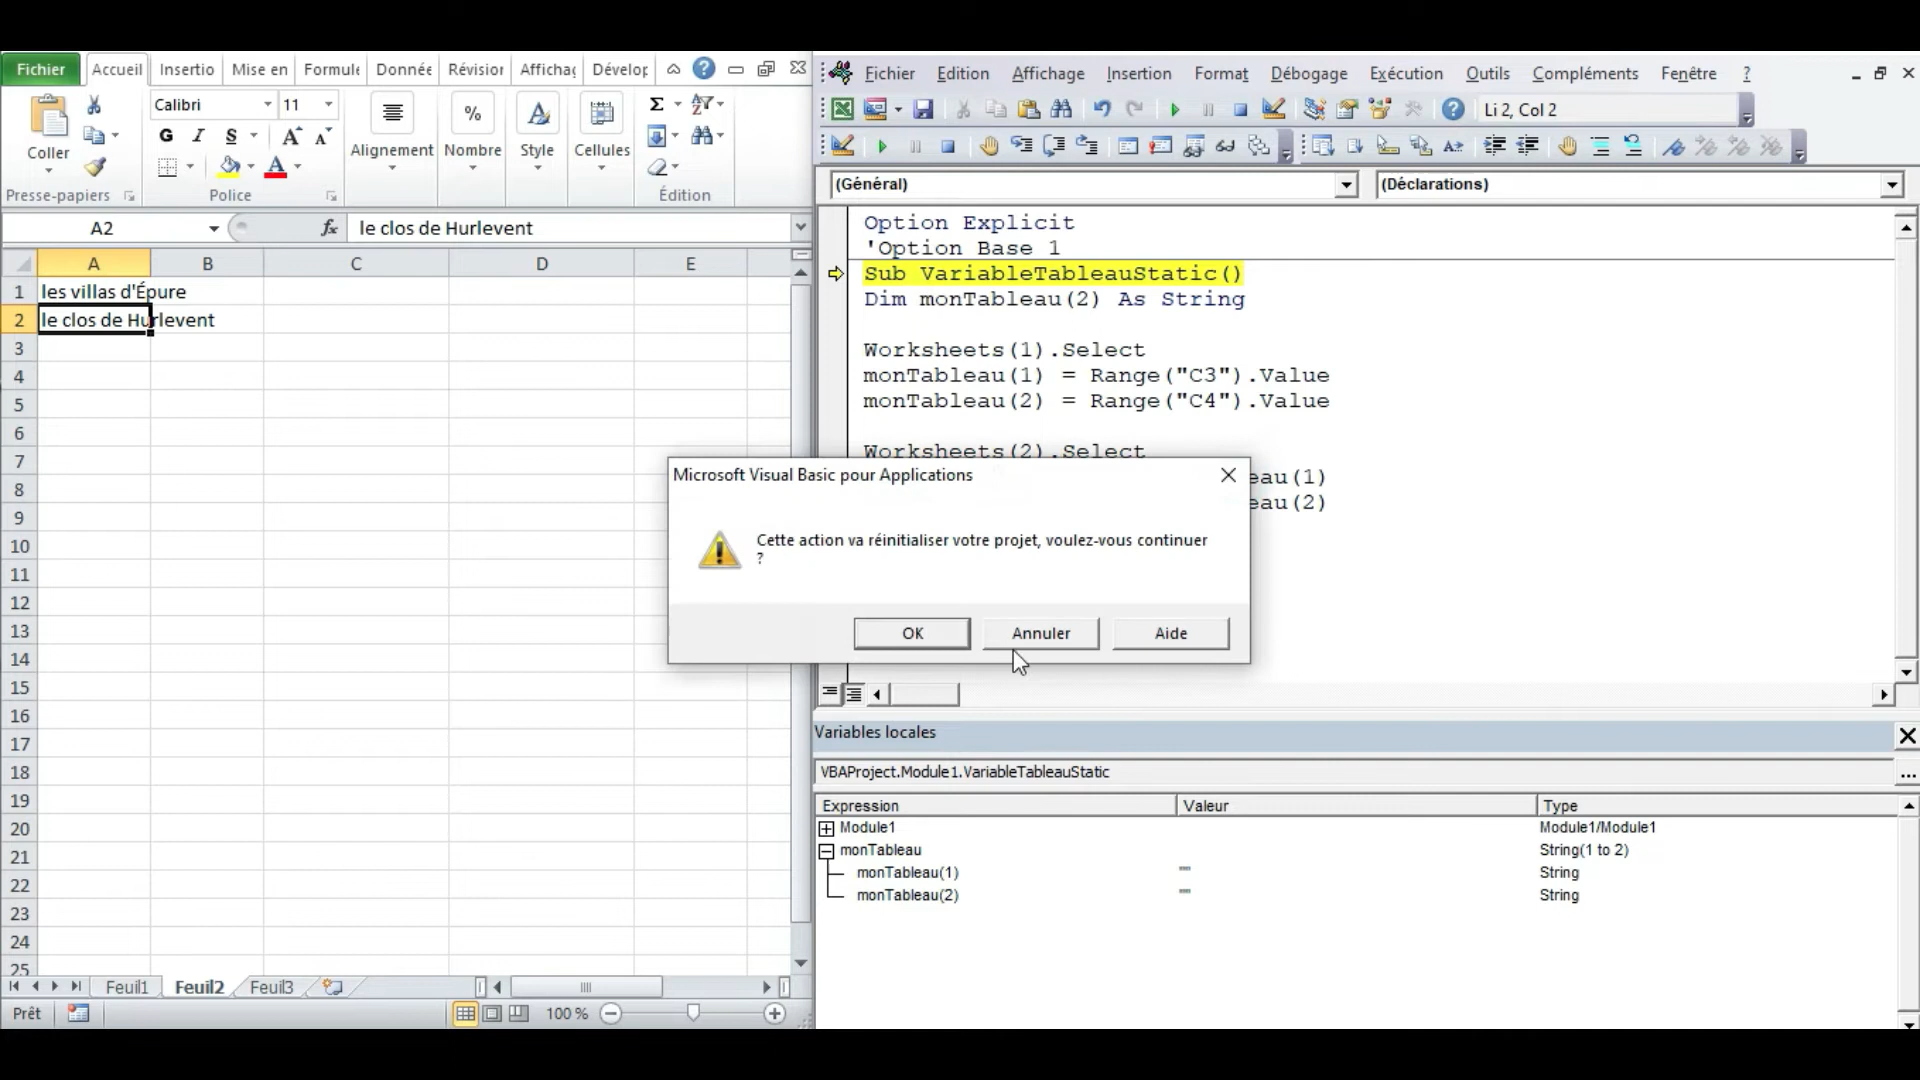 Fichier
Accueil
Insertio
Mise en
Formule
Donnée
Révision
Affichag
Dévelop
Coller
Presse-papiers
Calibri
11
G I S
Police
Alignement
Nombre
Style
Cellules
Édition
A2
fx
le clos de Hurlevent
A B C D E
1 les villas d'Épure
2 le clos de Hurlevent
3
4
5
6
7
8
9
10
11
12
13
14
15
16
17
18
19
20
21
22
23
24
25
Feuil1
Feuil2
Feuil3
Prêt
100 %
Fichier Edition Affichage Insertion Format Débogage Exécution Outils Compléments Fenêtre ?
Li 2, Col 2
(Général)
(Déclarations)
Option Explicit
'Option Base 1
Sub VariableTableauStatic()
Dim monTableau(2) As String
Worksheets(1).Select
monTableau(1) = Range("C3").Value
monTableau(2) = Range("C4").Value
Worksheets(2).Select
eau(1)
eau(2)
Microsoft Visual Basic pour Applications
Cette action va réinitialiser votre projet, voulez-vous continuer
?
OK
Annuler
Aide
Variables locales
VBAProject.Module1.VariableTableauStatic
Expression Valeur Type
Module1 Module1/Module1
monTableau String(1 to 2)
monTableau(1) "" String
monTableau(2) "" String